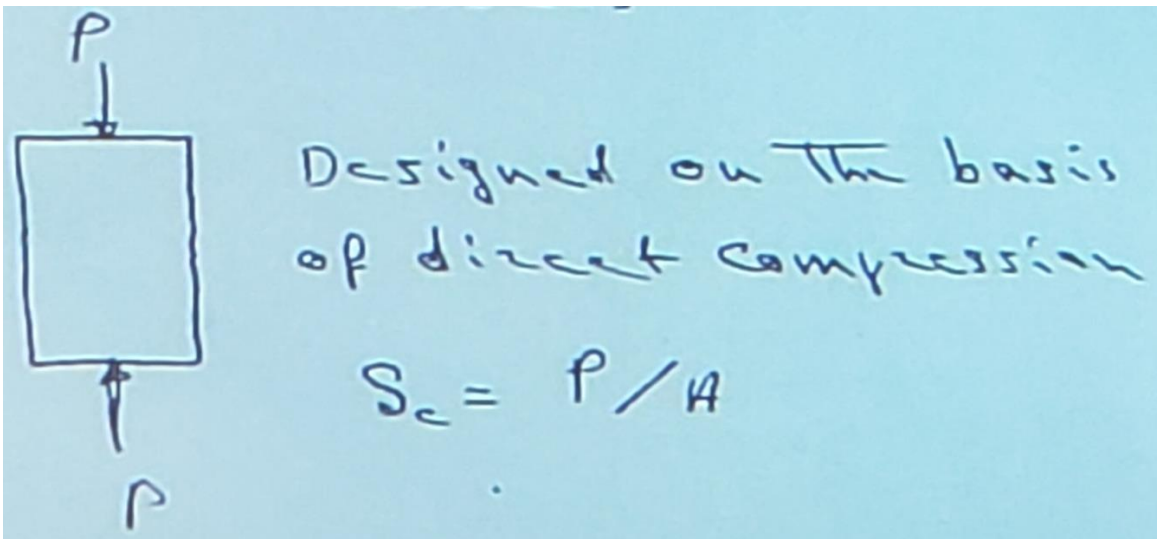 P
Designed on The basis
of direct compression
Sc = P/A
P